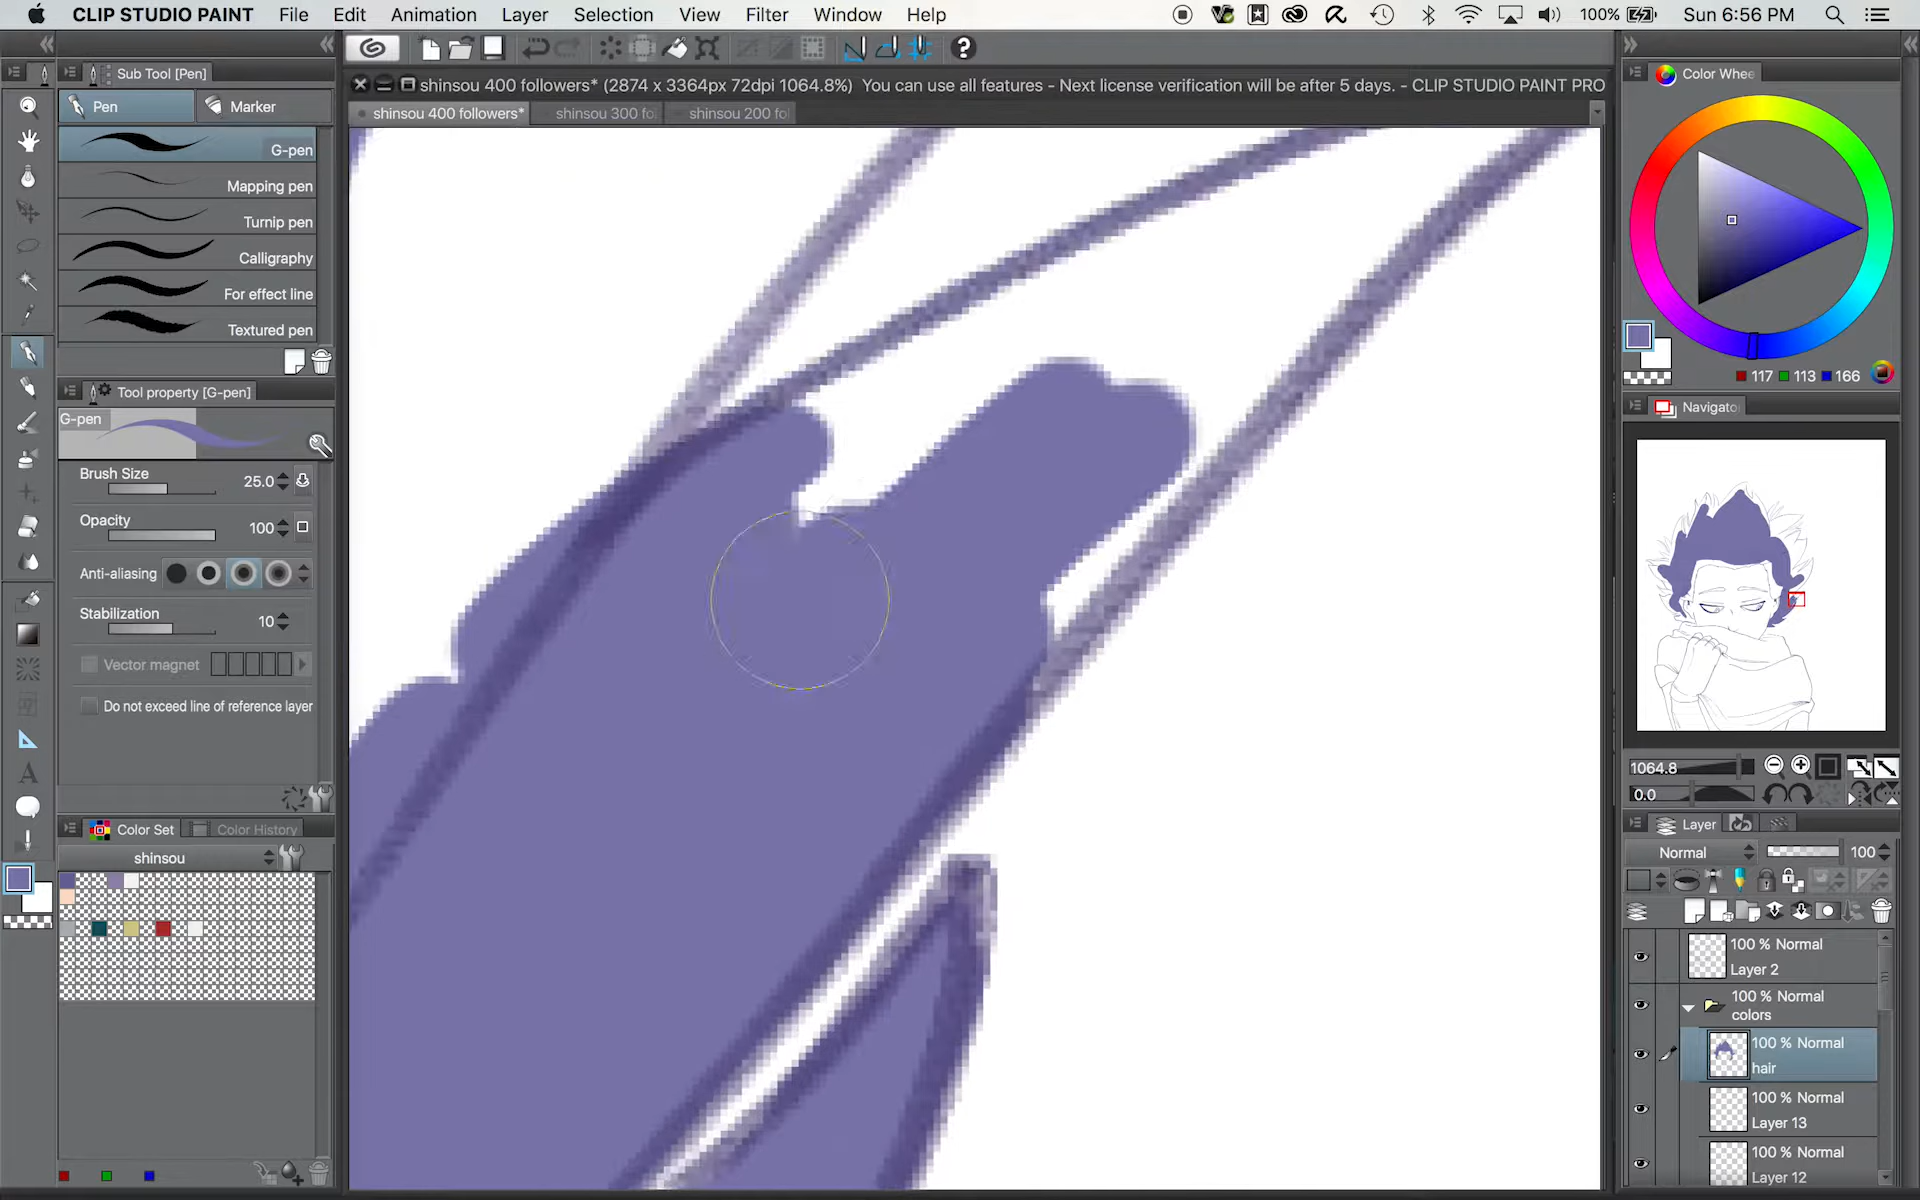 CLIP STUDIO PAINT File Edit Animation Layer Selection View Filter Window Help 100% Sun 6:56 PM
Sub Tool [Pen]
Pen Marker
G-pen
Mapping pen
Turnip pen
Calligraphy
For effect line
Textured pen
Tool property [G-pen]
G-pen
Brush Size 25.0
Opacity 100
Anti-aliasing
Stabilization 10
Vector magnet
Do not exceed line of reference layer
Color Set Color History
shinsou
shinsou 400 followers* (2874 x 3364px 72dpi 1064.8%) You can use all features - Next license verification will be after 5 days. - CLIP STUDIO PAINT PRO
shinsou 400 followers* shinsou 300 fo shinsou 200 fo
Color Whee
117 113 166
Navigato
1064.8
0.0
Layer
Normal 100
100 % Normal
Layer 2
100 % Normal
colors
100 % Normal
hair
100 % Normal
Layer 13
100 % Normal
Layer 12